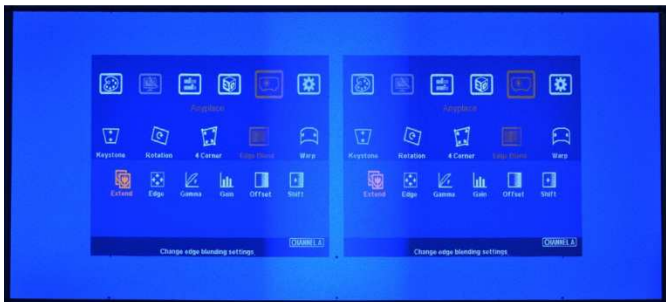 Anyplace
Keystone Rotation 4 Corner Edge Blend Warp
Extend Edge Gamma Gain Offset Shift
CHANNEL A
Change edge blending settings
Anyplace
Keystone Rotation 4 Corner Edge Blend Warp
Extend Edge Gamma Gain Offset Shift
CHANNEL A
Change edge blending settings